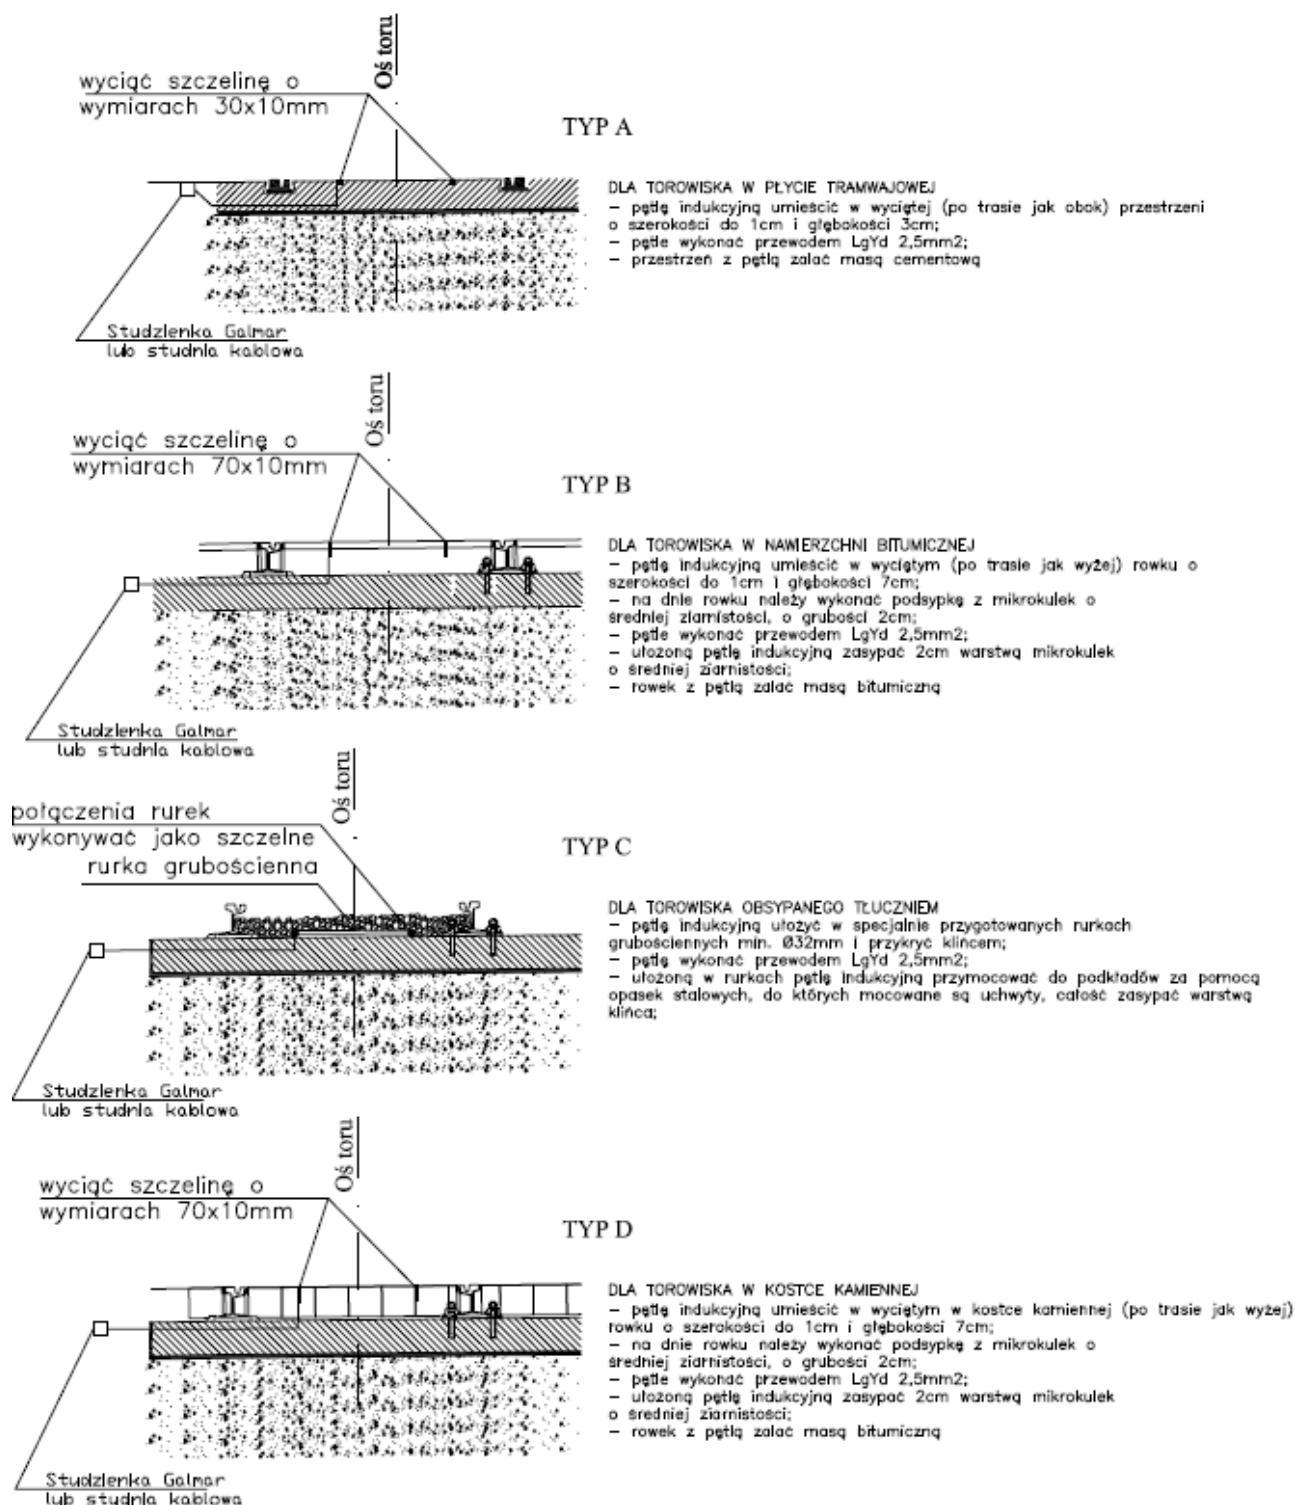 Oś toru
wyciąć szczelinę o
wymiarach 30x10mm
TYP A
DLA TOROWISKA W PŁYCIE TRAMWAJOWEJ
– pętlę indukcyjną umieścić w wyciętej (po trasie jak obok) przestrzeni
o szerokości do 1cm i głębokości 3cm;
– pętle wykonać przewodem LgYd 2,5mm2;
– przestrzeń z pętlą zalać masą cementową
Studzienka Galmar
lub studnia kablowa
Oś toru
wyciąć szczelinę o
wymiarach 70x10mm
TYP B
DLA TOROWISKA W NAWIERZCHNI BITUMICZNEJ
– pętlę indukcyjną umieścić w wyciętym (po trasie jak wyżej) rowku o
szerokości do 1cm i głębokości 7cm;
– na dnie rowku należy wykonać podsypkę z mikrokulek o
średniej ziarnistości, o grubości 2cm;
– pętle wykonać przewodem LgYd 2,5mm2;
– ułożoną pętlę indukcyjną zasypać 2cm warstwą mikrokulek
o średniej ziarnistości;
– rowek z pętlą zalać masą bitumiczną
Studzienka Galmar
lub studnia kablowa
Oś toru
połączenia rurek
wykonywać jako szczelne
rurka grubościenna
TYP C
DLA TOROWISKA OBSYPANEGO TŁUCZNIEM
– pętlę indukcyjną ułożyć w specjalnie przygotowanych rurkach
grubościennych min. Ø32mm i przykryć klińcem;
– pętlę wykonać przewodem LgYd 2,5mm2;
– ułożoną w rurkach pętlę indukcyjną przymocować do podkładów za pomocą
opasek stalowych, do których mocowane są uchwyty, całość zasypać warstwą
klińca;
Studzienka Galmar
lub studnia kablowa
Oś toru
wyciąć szczelinę o
wymiarach 70x10mm
TYP D
DLA TOROWISKA W KOSTCE KAMIENNEJ
– pętlę indukcyjną umieścić w wyciętym w kostce kamiennej (po trasie jak wyżej)
rowku o szerokości do 1cm i głębokości 7cm;
– na dnie rowku należy wykonać podsypkę z mikrokulek o
średniej ziarnistości, o grubości 2cm;
– pętle wykonać przewodem LgYd 2,5mm2;
– ułożoną pętlę indukcyjną zasypać 2cm warstwą mikrokulek
o średniej ziarnistości;
– rowek z pętlą zalać masą bitumiczną
Studzienka Galmar
lub studnia kablowa